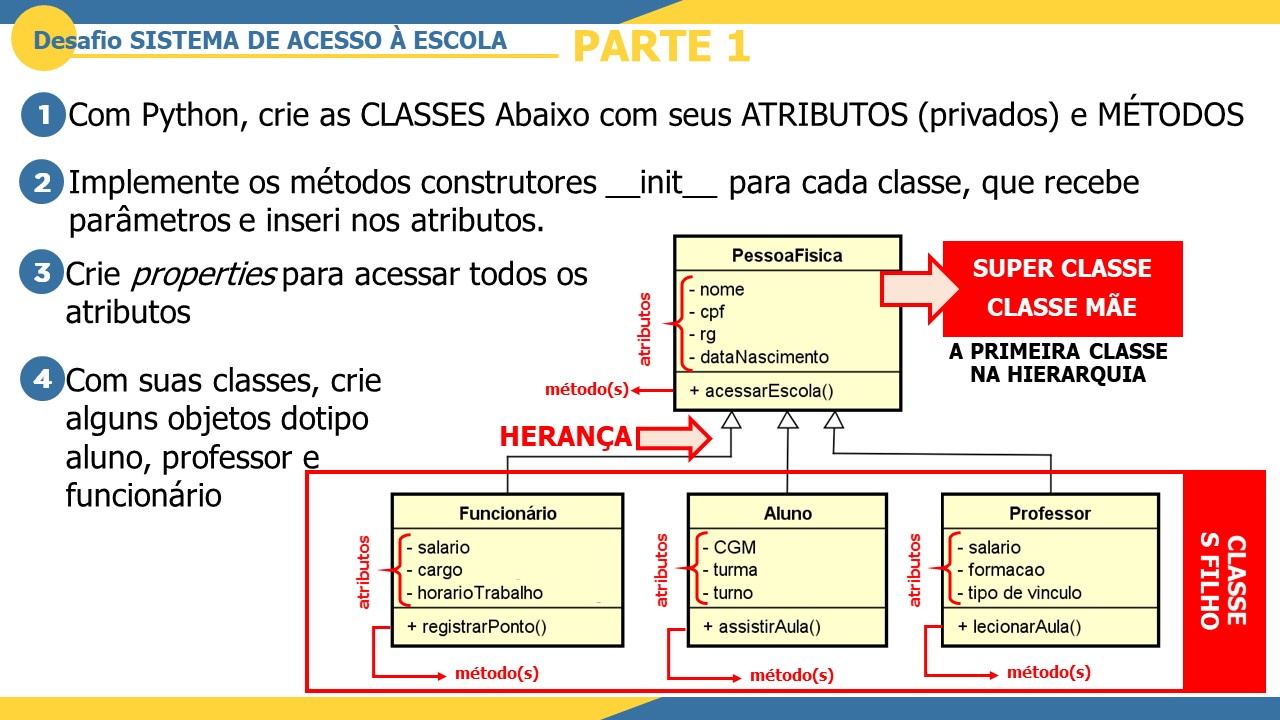 Desafio SISTEMA DE ACESSO À ESCOLA
PARTE 1
1 Com Python, crie as CLASSES Abaixo com seus ATRIBUTOS (privados) e MÉTODOS
2 Implemente os métodos construtores __init__ para cada classe, que recebe
parâmetros e inseri nos atributos.
3 Crie properties para acessar todos os
atributos
4 Com suas classes, crie
alguns objetos dotipo
aluno, professor e
funcionário
PessoaFisica
- nome
- cpf
- rg
- dataNascimento
+ acessarEscola()
atributos
método(s)
SUPER CLASSE
CLASSE MÃE
A PRIMEIRA CLASSE
NA HIERARQUIA
HERANÇA
Funcionário
- salario
- cargo
- horarioTrabalho
+ registrarPonto()
atributos
método(s)
Aluno
- CGM
- turma
- turno
+ assistirAula()
atributos
método(s)
Professor
- salario
- formacao
- tipo de vinculo
+ lecionarAula()
atributos
método(s)
CLASSE
S FILHO